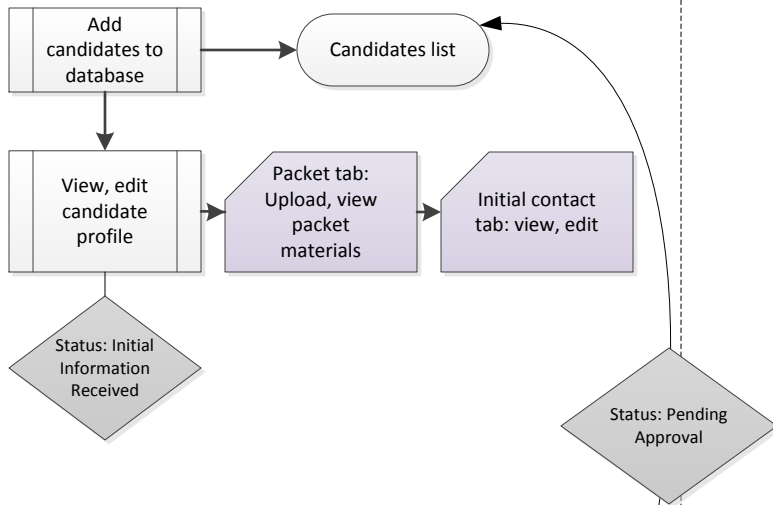 Add
candidates to
database
Candidates list
View, edit
candidate
profile
Packet tab:
Upload, view
packet
materials
Initial contact
tab: view, edit
Status: Initial
Information
Received
Status: Pending
Approval